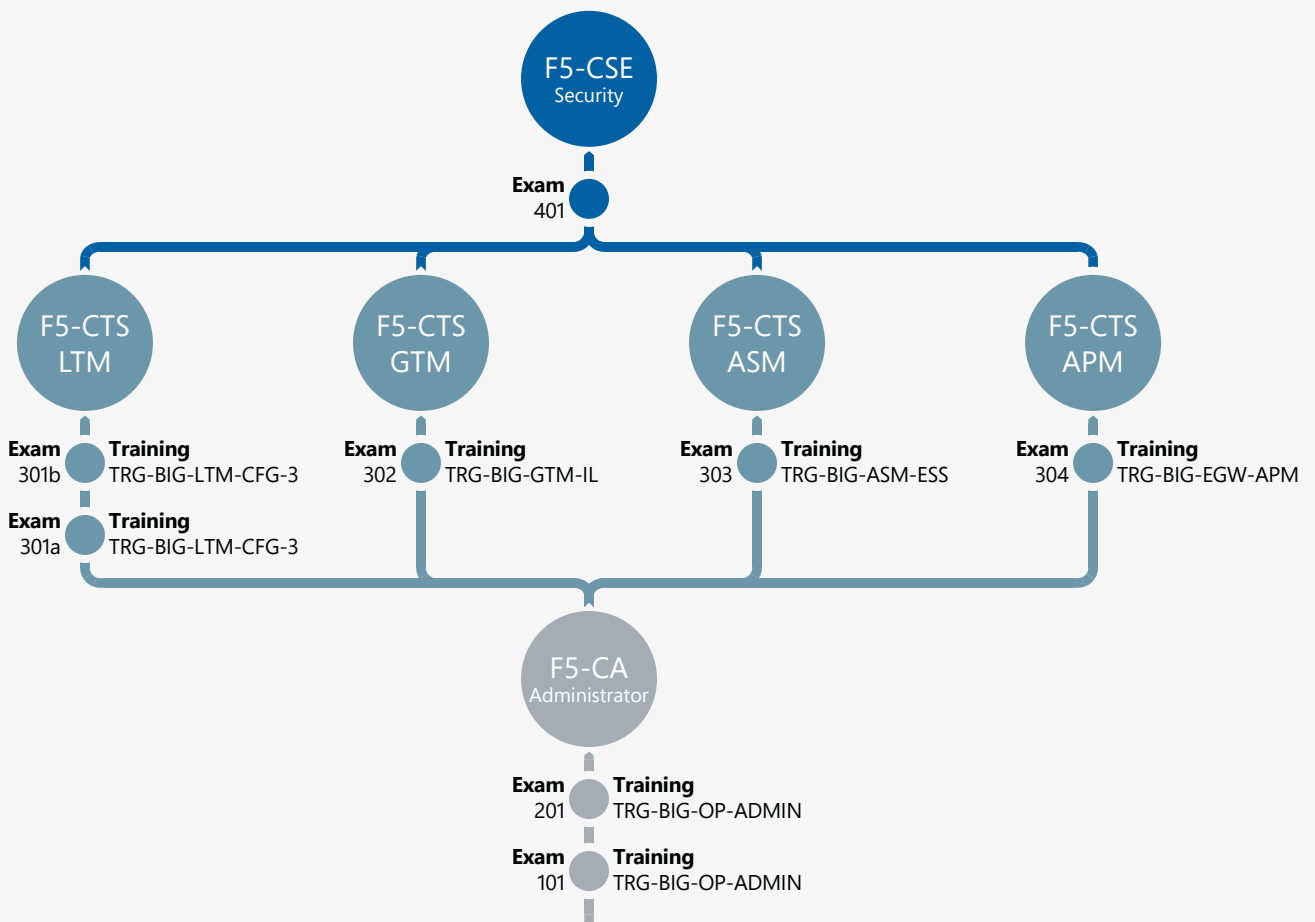 F5-CSE
Security
Exam
401
F5-CTS
LTM
F5-CTS
GTM
F5-CTS
ASM
F5-CTS
APM
Exam
301b
Training
TRG-BIG-LTM-CFG-3
Exam
302
Training
TRG-BIG-GTM-IL
Exam
303
Training
TRG-BIG-ASM-ESS
Exam
304
Training
TRG-BIG-EGW-APM
Exam
301a
Training
TRG-BIG-LTM-CFG-3
F5-CA
Administrator
Exam
201
Training
TRG-BIG-OP-ADMIN
Exam
101
Training
TRG-BIG-OP-ADMIN